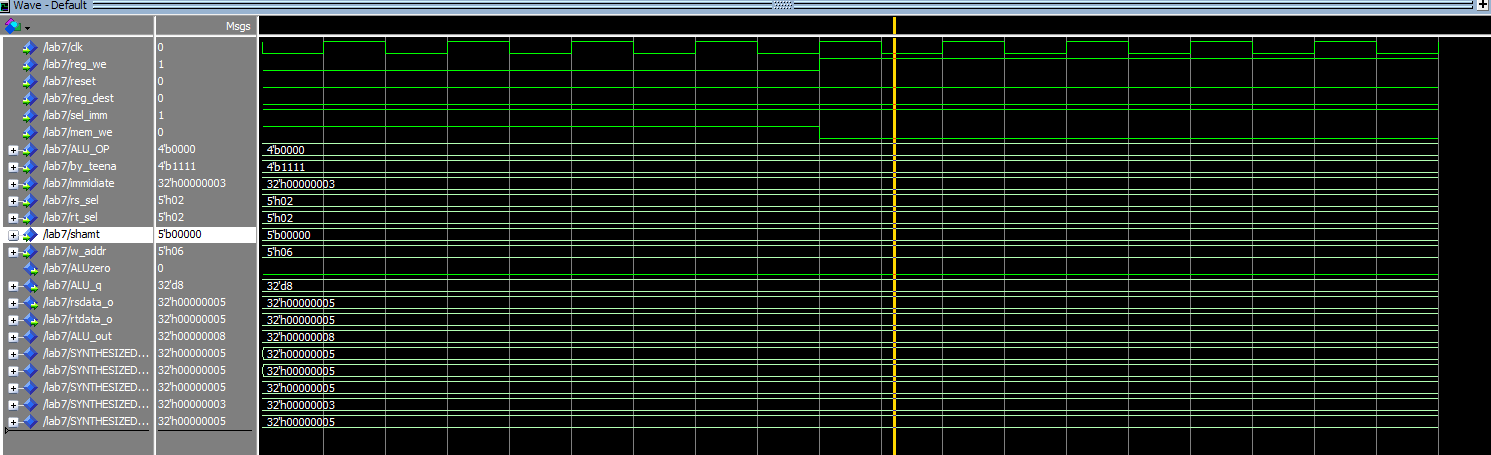 Wave - Default
Msgs
/lab7/clk 0
/lab7/reg_we 1
/lab7/reset 0
/lab7/reg_dest 0
/lab7/sel_imm 1
/lab7/mem_we 0
/lab7/ALU_OP 4'b0000 4'b0000
/lab7/by_teena 4'b1111 4'b1111
/lab7/immidiate 32'h00000003 32'h00000003
/lab7/rs_sel 5'h02 5'h02
/lab7/rt_sel 5'h02 5'h02
/lab7/shamt 5'b00000 5'b00000
/lab7/w_addr 5'h06 5'h06
/lab7/ALUzero 0
/lab7/ALU_q 32'd8 32'd8
/lab7/rsdata_o 32'h00000005 32'h00000005
/lab7/rtdata_o 32'h00000005 32'h00000005
/lab7/ALU_out 32'h00000008 32'h00000008
/lab7/SYNTHESIZED... 32'h00000005 32'h00000005
/lab7/SYNTHESIZED... 32'h00000005 32'h00000005
/lab7/SYNTHESIZED... 32'h00000005 32'h00000005
/lab7/SYNTHESIZED... 32'h00000003 32'h00000003
/lab7/SYNTHESIZED... 32'h00000005 32'h00000005